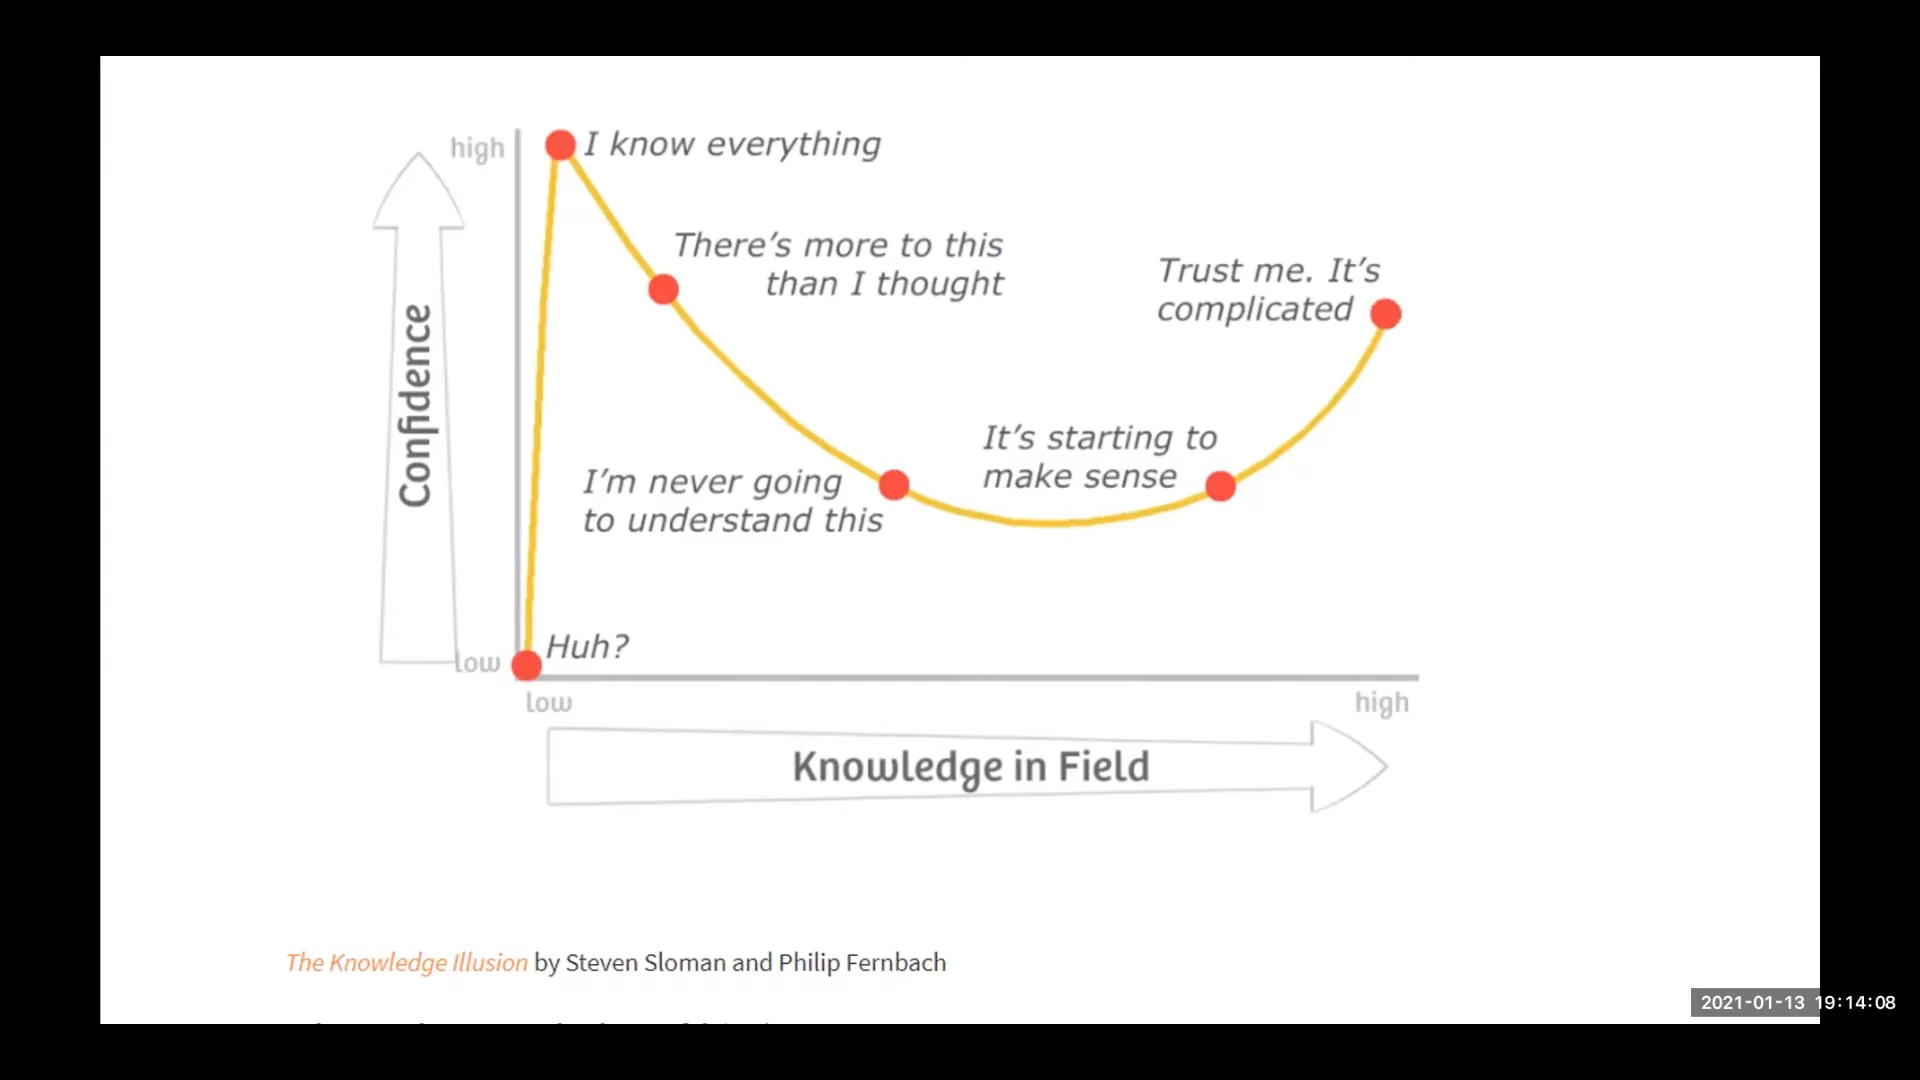 high
I know everything
There’s more to this
than I thought
Trust me. It’s
complicated
Confidence
It’s starting to
make sense
I’m never going
to understand this
Huh?
low
low
high
Knowledge in Field
The Knowledge Illusion by Steven Sloman and Philip Fernbach
2021-01-13 19:14:08